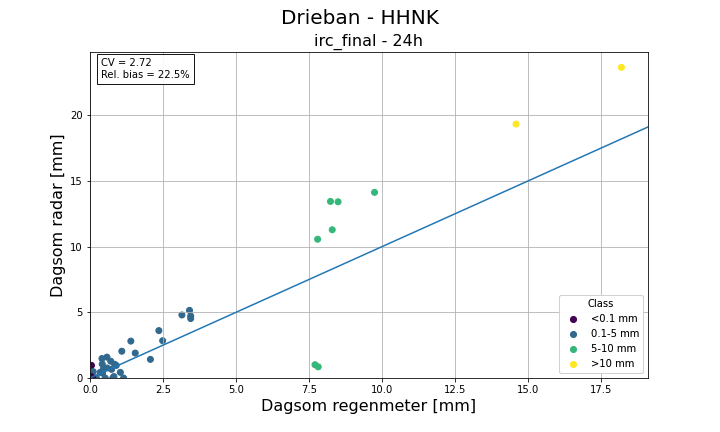 Drieban - HHNK
irc_final - 24h
CV = 2.72
Rel. bias = 22.5%
Dagsom radar [mm]
20
15
10
5
0
0.0 2.5 5.0 7.5 10.0 12.5 15.0 17.5
Dagsom regenmeter [mm]
Class
<0.1 mm
0.1-5 mm
5-10 mm
>10 mm